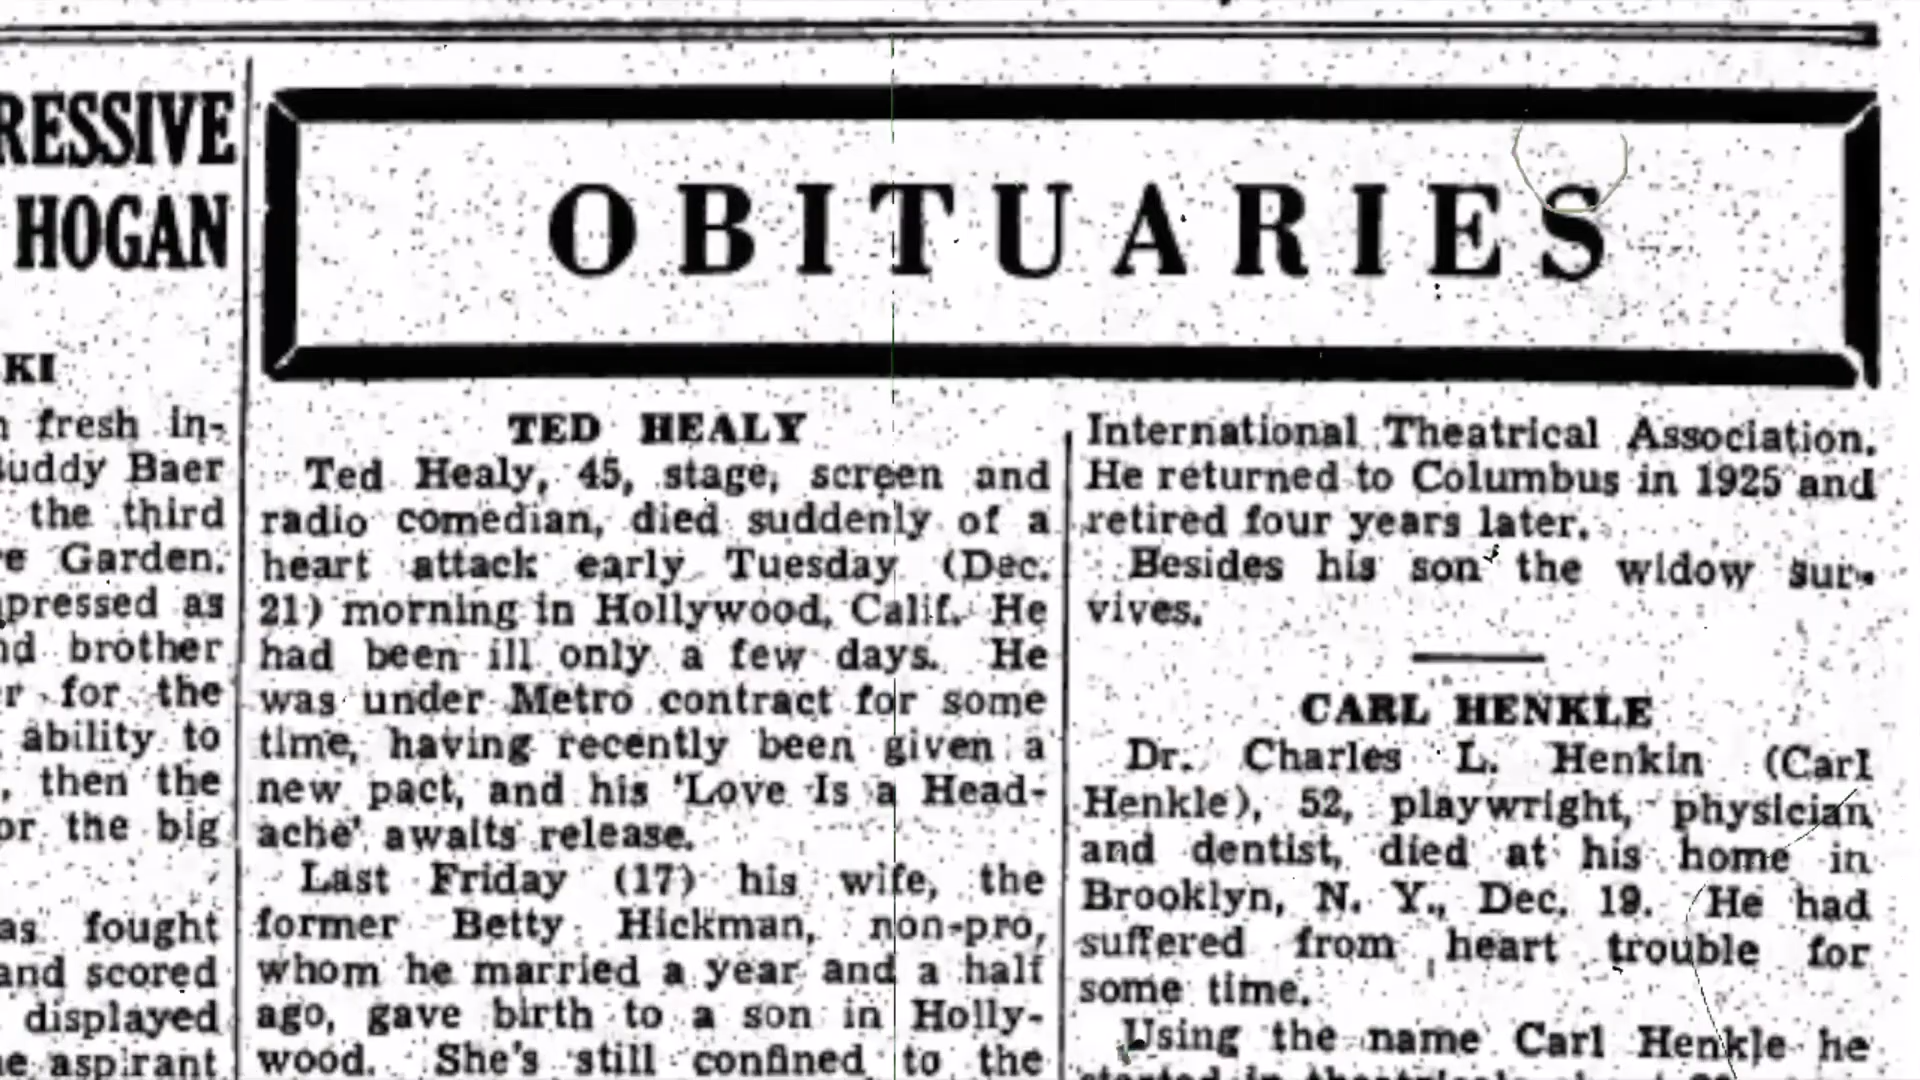 RESSIVE
HOGAN
KI
fresh in-
Buddy Baer
the third
Garden.
pressed as
brother
for the
ability to
then the
or the big
as fought
and scored
displayed
aspirant
OBITUARIES
TED HEALY
Ted Healy, 45, stage, screen and
radio comedian, died suddenly of a
heart attack early Tuesday (Dec.
21) morning in Hollywood, Calif. He
had been ill only a few days. He
was under Metro contract for some
time, having recently been given a
new pact, and his 'Love Is a Head-
ache' awaits release.
Last Friday (17) his wife, the
former Betty Hickman, non-pro,
whom he married a year and a half
ago, gave birth to a son in Holly-
wood. She's still confined to the
International Theatrical Association.
He returned to Columbus in 1925 and
retired four years later.
Besides his son the widow sur-
vives.
CARL HENKLE
Dr. Charles L. Henkin (Carl
Henkle), 52, playwright, physician
and dentist, died at his home in
Brooklyn, N. Y., Dec. 19. He had
suffered from heart trouble for
some time.
Using the name Carl Henkle he
started in theatricals about